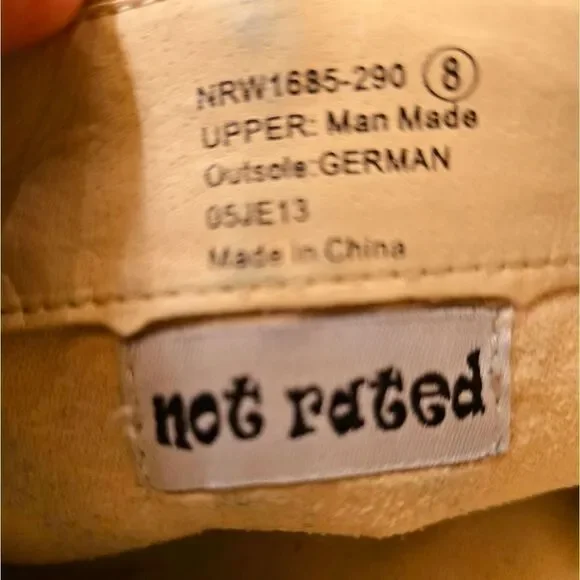 NRW1685-290 8
UPPER: Man Made
Outsole:GERMAN
05JE13
Made in China
not rated